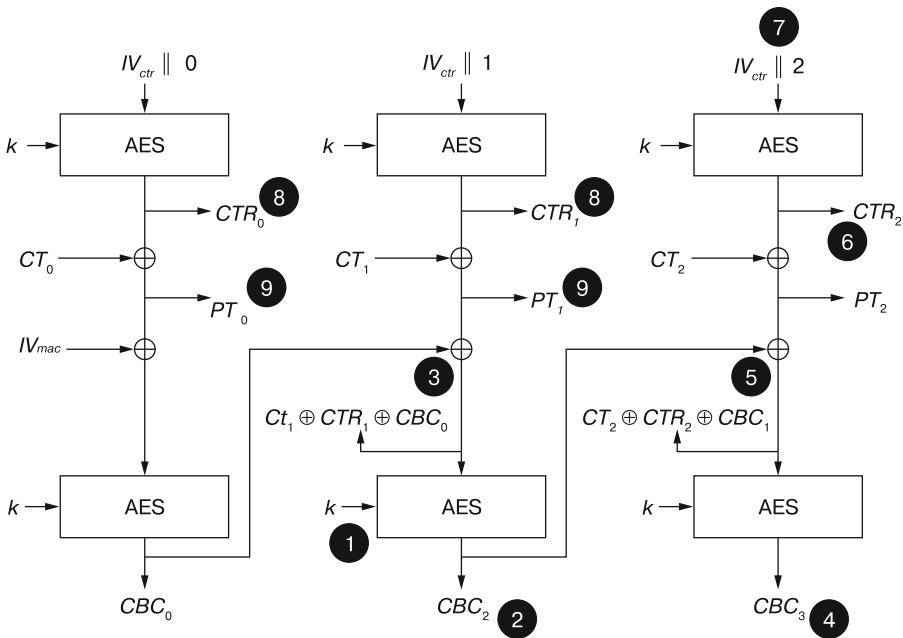 7
IV_ctr || 0 IV_ctr || 1 IV_ctr || 2
k AES k AES k AES
CTR_0 8 CTR_1 8 CTR_2
6
CT_0 CT_1 CT_2
9 9
PT_0 PT_1 PT_2
IV_mac
3 5
Ct_1 ⊕ CTR_1 ⊕ CBC_0 CT_2 ⊕ CTR_2 ⊕ CBC_1
k AES k AES k AES
1
CBC_0 CBC_2 2 CBC_3 4